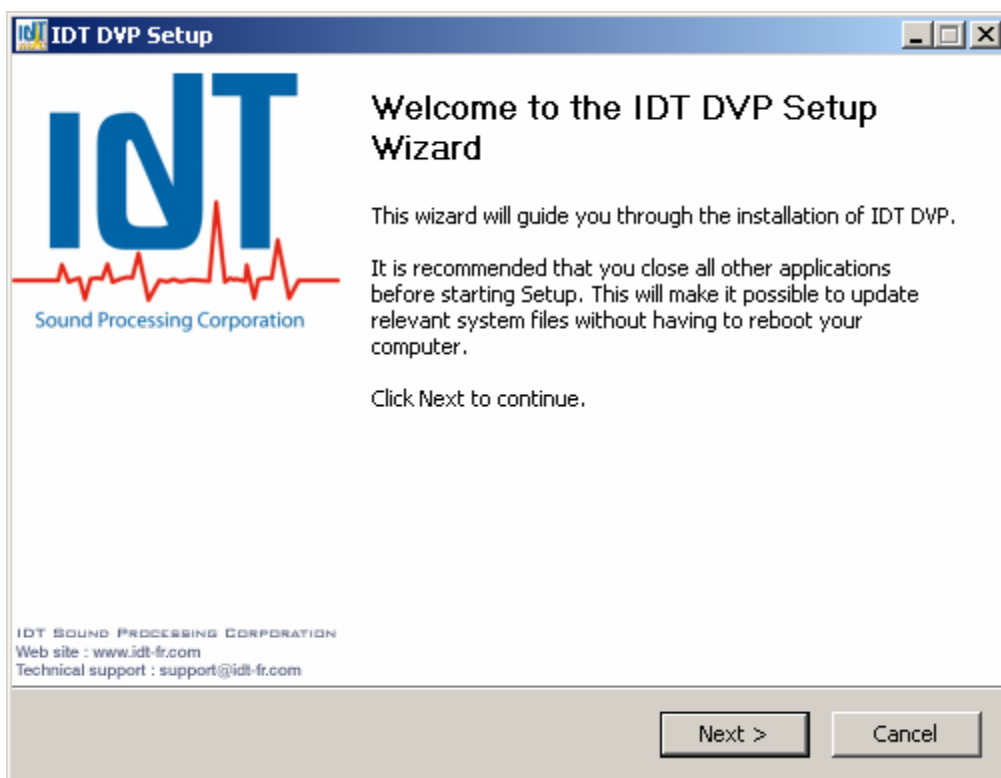 IDT DVP Setup
IDT
Sound Processing Corporation
Welcome to the IDT DVP Setup
Wizard
This wizard will guide you through the installation of IDT DVP.
It is recommended that you close all other applications
before starting Setup. This will make it possible to update
relevant system files without having to reboot your
computer.
Click Next to continue.
IDT Sound Processing Corporation
Web site : www.idt-fr.com
Technical support : support@idt-fr.com
Next >
Cancel